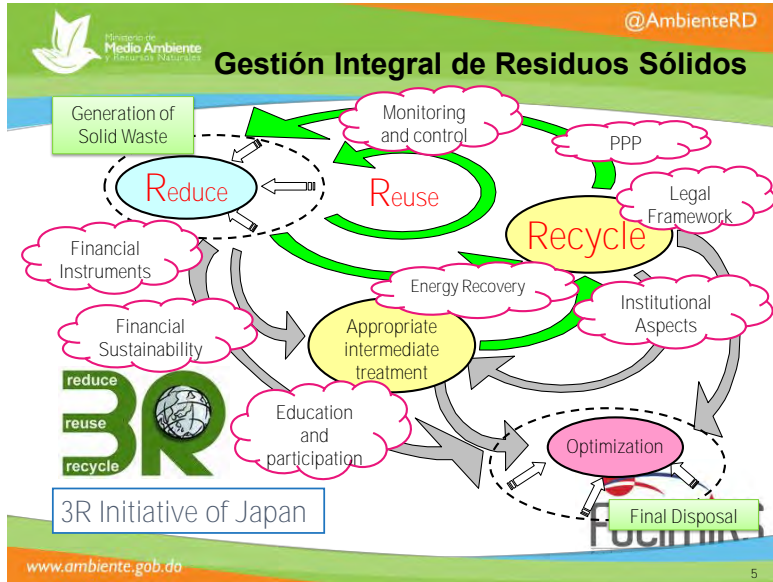 @AmbienteRD
Ministerio de
Medio Ambiente
y Recursos Naturales
Gestión Integral de Residuos Sólidos
Generation of
Solid Waste
Monitoring
and control
PPP
Reduce
Reuse
Legal
Framework
Recycle
Financial
Instruments
Energy Recovery
Institutional
Aspects
Financial
Sustainability
Appropriate
intermediate
treatment
reduce
reuse
recycle
3R
Education
and
participation
Optimization
3R Initiative of Japan
Final Disposal
FOCIMIRS
www.ambiente.gob.do
5